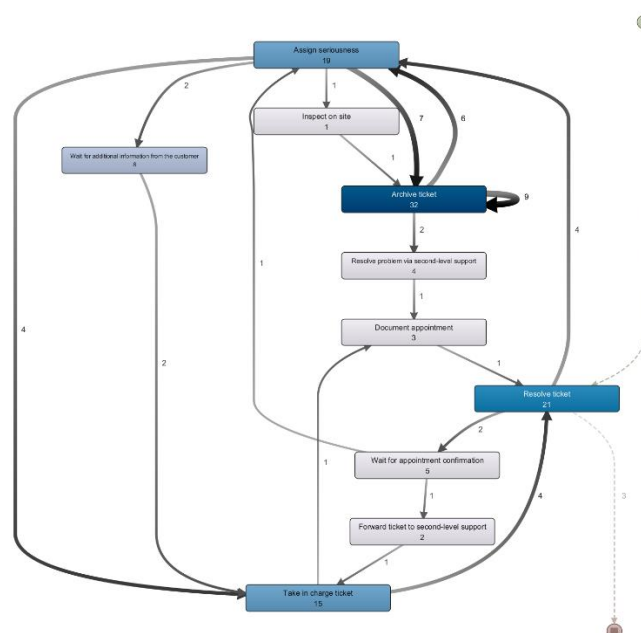 Assign seriousness
19
2
1
Inspect on site
1
7
6
Wait for additional information from the customer
8
1
Archive ticket
32
9
2
4
Resolve problem via second-level support
4
1
1
4
Document appointment
3
1
2
Resolve ticket
21
2
Wait for appointment confirmation
5
1
1
4
3
Forward ticket to second-level support
2
1
Take in charge ticket
15